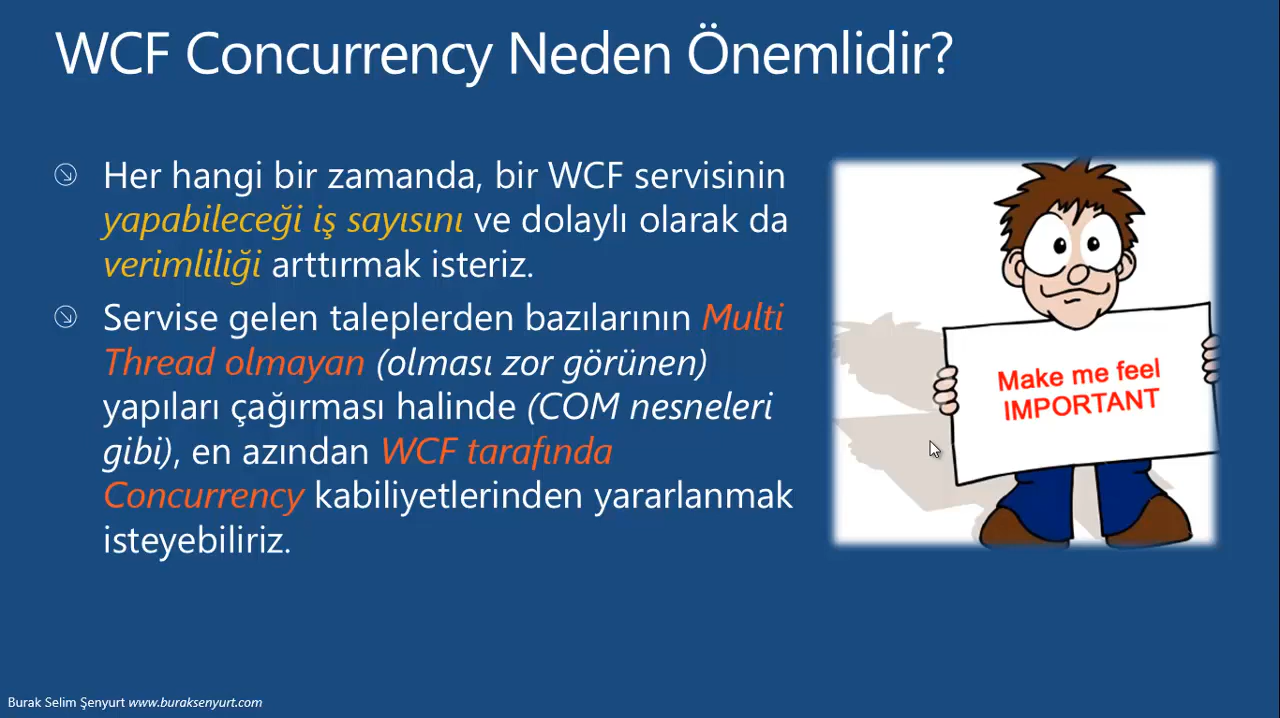 WCF Concurrency Neden Önemlidir?
Her hangi bir zamanda, bir WCF servisinin
yapabileceği iş sayısını ve dolaylı olarak da
verimliliği arttırmak isteriz.
Servise gelen taleplerden bazılarının Multi
Thread olmayan (olması zor görünen)
yapıları çağırması halinde (COM nesneleri
gibi), en azından WCF tarafında
Concurrency kabiliyetlerinden yararlanmak
isteyebiliriz.
Make me feel
IMPORTANT
Burak Selim Şenyurt www.buraksenyurt.com